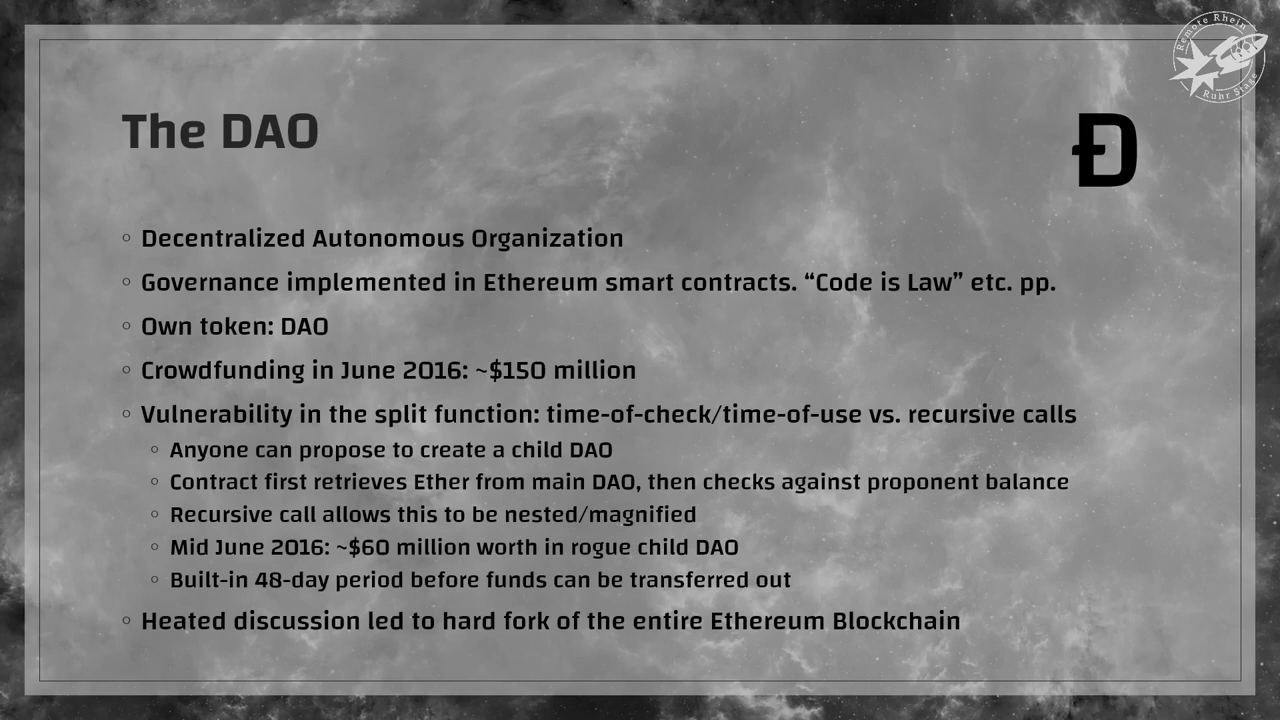 Remote Rhein
Ruhr Stage
The DAO
Đ
Decentralized Autonomous Organization
Governance implemented in Ethereum smart contracts. “Code is Law” etc. pp.
Own token: DAO
Crowdfunding in June 2016: ~$150 million
Vulnerability in the split function: time-of-check/time-of-use vs. recursive calls
Anyone can propose to create a child DAO
Contract first retrieves Ether from main DAO, then checks against proponent balance
Recursive call allows this to be nested/magnified
Mid June 2016: ~$60 million worth in rogue child DAO
Built-in 48-day period before funds can be transferred out
Heated discussion led to hard fork of the entire Ethereum Blockchain